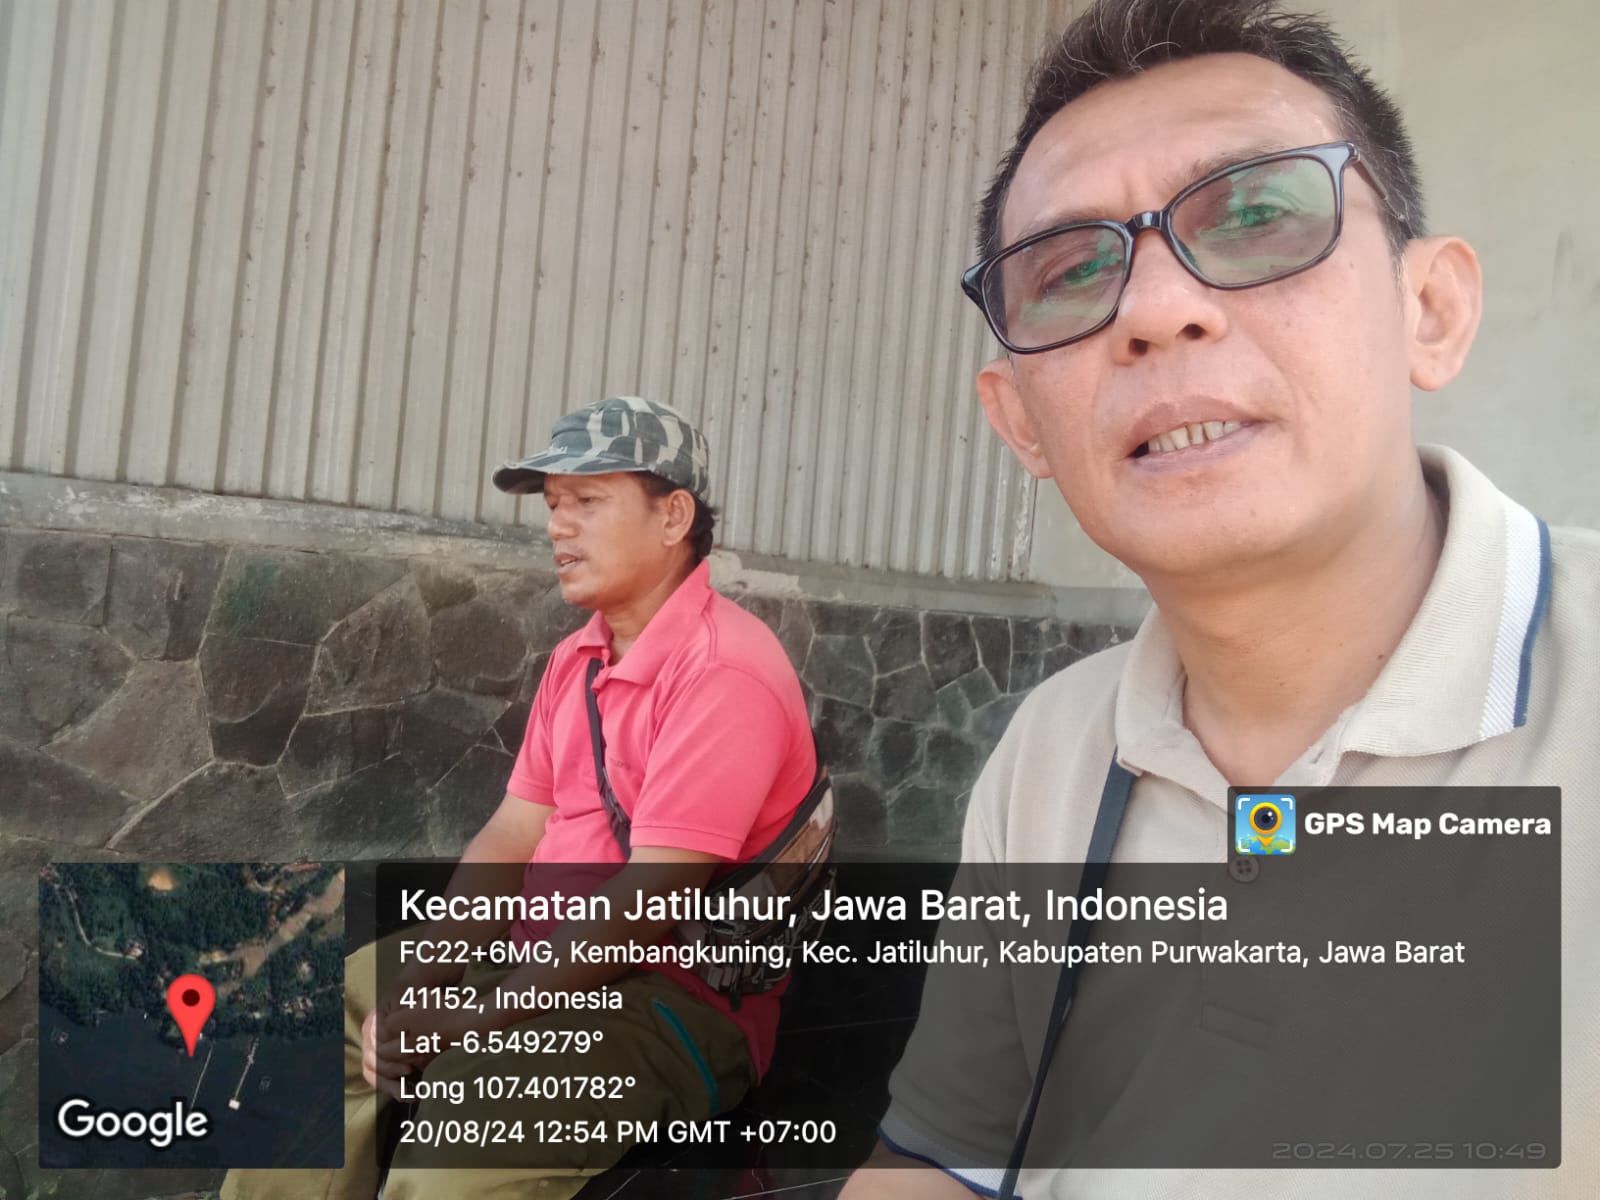 GPS Map Camera
Kecamatan Jatiluhur, Jawa Barat, Indonesia
FC22+6MG, Kembangkuning, Kec. Jatiluhur, Kabupaten Purwakarta, Jawa Barat
41152, Indonesia
Lat -6.549279°
Long 107.401782°
20/08/24 12:54 PM GMT +07:00
Google
2024.07.25 10:49